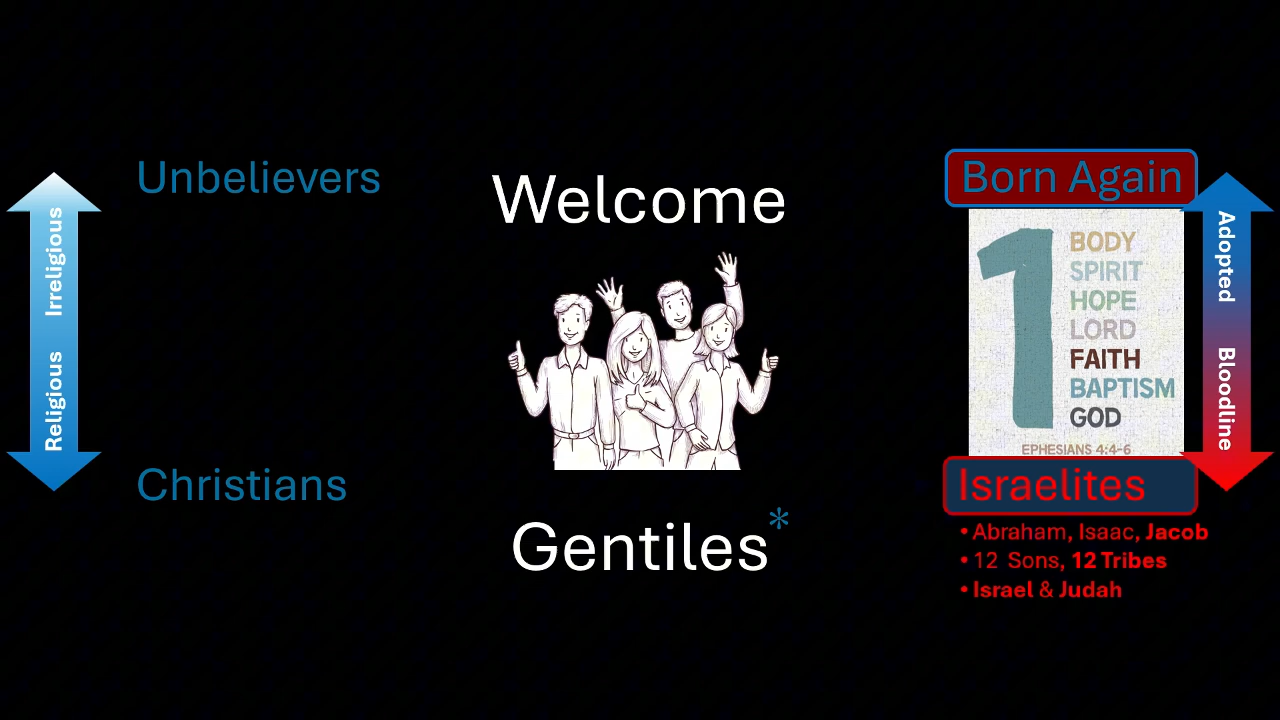 Irreligious
Religious
Unbelievers
Christians
Welcome
Gentiles*
Born Again
1
BODY
SPIRIT
HOPE
LORD
FAITH
BAPTISM
GOD
EPHESIANS 4:4-6
Israelites
• Abraham, Isaac, Jacob
• 12 Sons, 12 Tribes
• Israel & Judah
Adopted
Bloodline